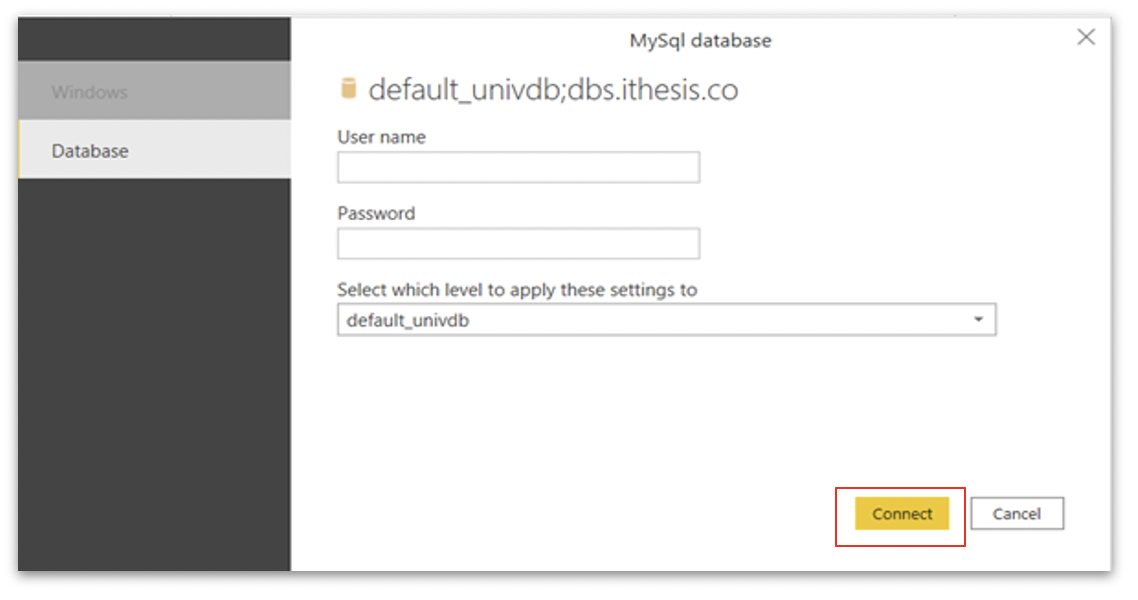 MySql database
Windows
Database
default_univdb;dbs.ithesis.co
User name
Password
Select which level to apply these settings to
default_univdb
Connect
Cancel